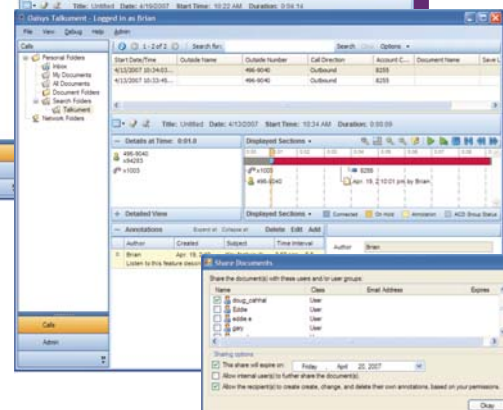 Title: Untitled Date: 4/19/2007 Start Time: 10:22 AM Duration: 0:04:14
Oaisys Talkument - Logged in as Brian
File View Debug Help Admin
Calls
1 - 2 of 2
Search for:
Search
Options
Personal Folders
Inbox
My Documents
All Documents
Document Folders
Search Folders
Talkument
Network Folders
Start Date/Time Outside Name Outside Number Call Direction Account C... Document Name Save L
4/13/2007 10:34:03... 496-9040 Outbound 8255
4/13/2007 10:33:45... 496-9040 Outbound 8255
Title: Untitled Date: 4/13/2007 Start Time: 10:34 AM Duration: 0:00:09
Details at Time: 0:01.0
Displayed Sections
496-9040
x94283
x1003
x1003
8255
496-9040
Apr. 19, 2 10:01 pm by Brian
Detailed View
Displayed Sections
Connected On Hold Annotation ACD Group Status
Annotations
Expand all Collapse all Delete Edit Add
Author Created Subject Time Interval
Author Brian
Brian
Listen to this feature
Share Documents
Share the document(s) with these users and/or user groups:
Name Class Email Address Expires
doug_cahhal User
Eddie User
eddie e User
gary User
Sharing options
This share will expire on: Friday , April 20, 2007
Allow internal user(s) to further share the document(s).
Allow the recipient(s) to create create, change, and delete their own annotations, based on your permissions.
Okay
Calls
Admin